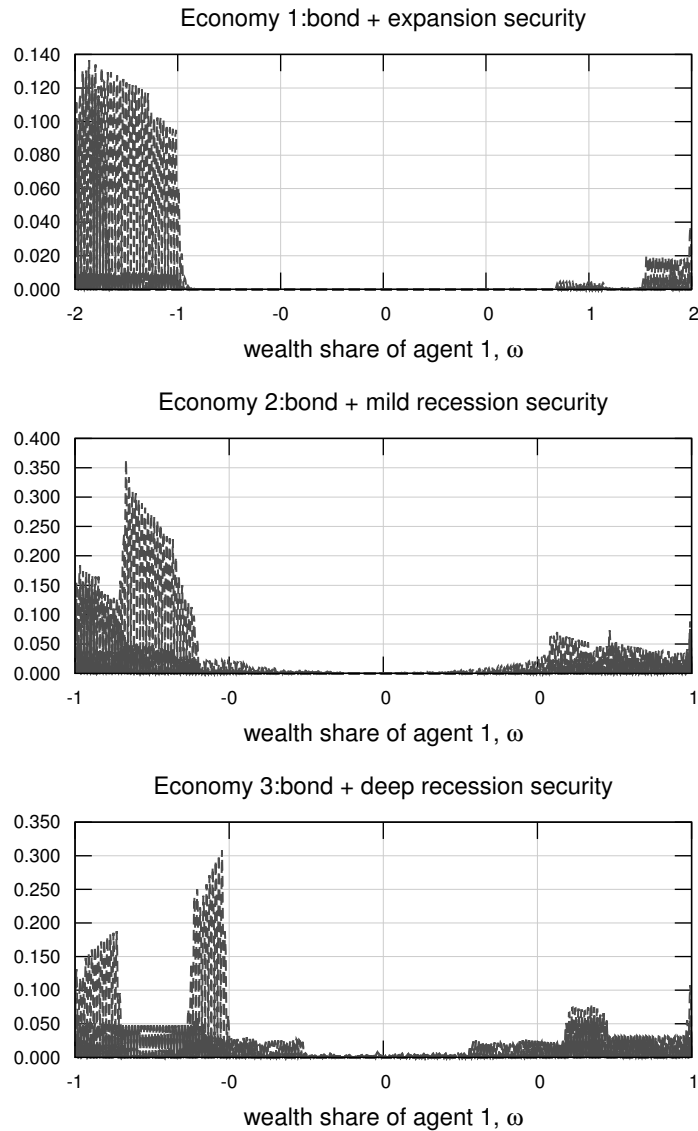 Economy 1:bond + expansion security
0.140
0.120
0.100
0.080
0.060
0.040
0.020
0.000
-2 -1 -0 -0 0 1 2
wealth share of agent 1, ω
Economy 2:bond + mild recession security
0.400
0.350
0.300
0.250
0.200
0.150
0.100
0.050
0.000
-1 -0 0 0 1
wealth share of agent 1, ω
Economy 3:bond + deep recession security
0.350
0.300
0.250
0.200
0.150
0.100
0.050
0.000
-1 -0 0 0 1
wealth share of agent 1, ω